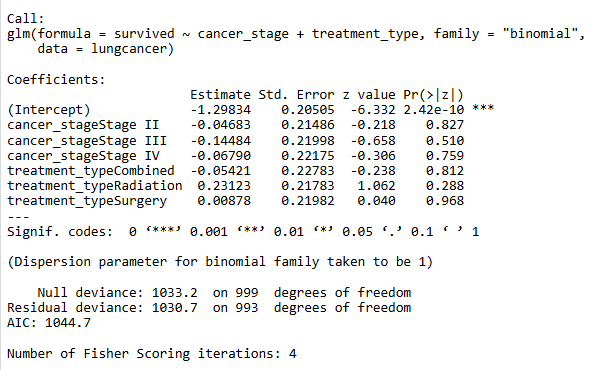 Call:
glm(formula = survived ~ cancer_stage + treatment_type, family = "binomial",
    data = lungcancer)

Coefficients:
                        Estimate Std. Error z value Pr(>|z|)
(Intercept)             -1.29834    0.20505  -6.332 2.42e-10 ***
cancer_stageStage II    -0.04683    0.21486  -0.218    0.827
cancer_stageStage III   -0.14484    0.21998  -0.658    0.510
cancer_stageStage IV    -0.06790    0.22175  -0.306    0.759
treatment_typeCombined  -0.05421    0.22783  -0.238    0.812
treatment_typeRadiation  0.23123    0.21783   1.062    0.288
treatment_typeSurgery    0.00878    0.21982   0.040    0.968
---
Signif. codes:  0 ‘***’ 0.001 ‘**’ 0.01 ‘*’ 0.05 ‘.’ 0.1 ‘ ’ 1

(Dispersion parameter for binomial family taken to be 1)

    Null deviance: 1033.2  on 999  degrees of freedom
Residual deviance: 1030.7  on 993  degrees of freedom
AIC: 1044.7

Number of Fisher Scoring iterations: 4